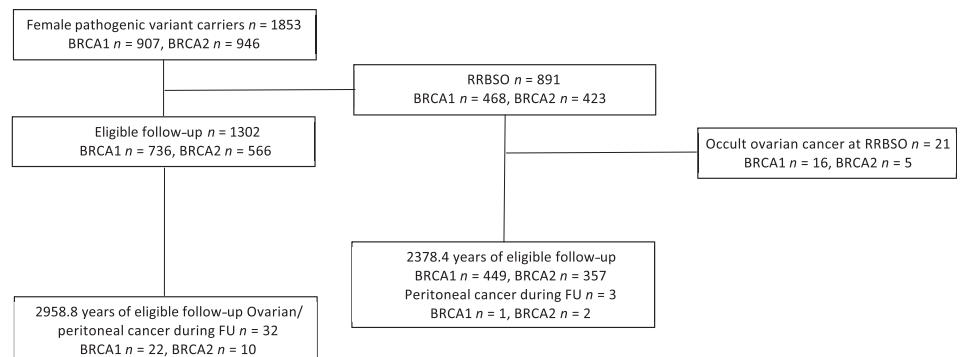 Female pathogenic variant carriers n = 1853
BRCA1 n = 907, BRCA2 n = 946
RRBSO n = 891
BRCA1 n = 468, BRCA2 n = 423
Eligible follow-up n = 1302
BRCA1 n = 736, BRCA2 n = 566
Occult ovarian cancer at RRBSO n = 21
BRCA1 n = 16, BRCA2 n = 5
2378.4 years of eligible follow-up
BRCA1 n = 449, BRCA2 n = 357
Peritoneal cancer during FU n = 3
BRCA1 n = 1, BRCA2 n = 2
2958.8 years of eligible follow-up Ovarian/
peritoneal cancer during FU n = 32
BRCA1 n = 22, BRCA2 n = 10